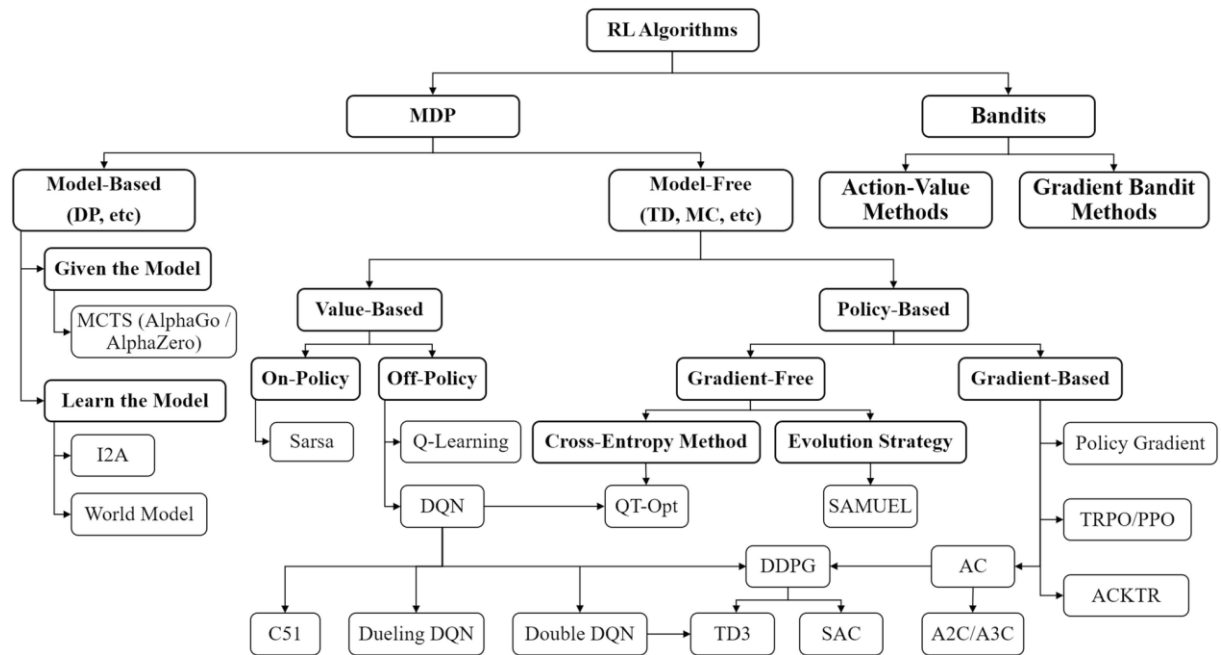 RL Algorithms
MDP
Bandits
Model-Based
(DP, etc)
Model-Free
(TD, MC, etc)
Action-Value
Methods
Gradient Bandit
Methods
Given the Model
MCTS (AlphaGo /
AlphaZero)
Learn the Model
I2A
World Model
Value-Based
Policy-Based
On-Policy
Off-Policy
Gradient-Free
Gradient-Based
Sarsa
Q-Learning
Cross-Entropy Method
Evolution Strategy
Policy Gradient
DQN
QT-Opt
SAMUEL
TRPO/PPO
DDPG
AC
ACKTR
C51
Dueling DQN
Double DQN
TD3
SAC
A2C/A3C